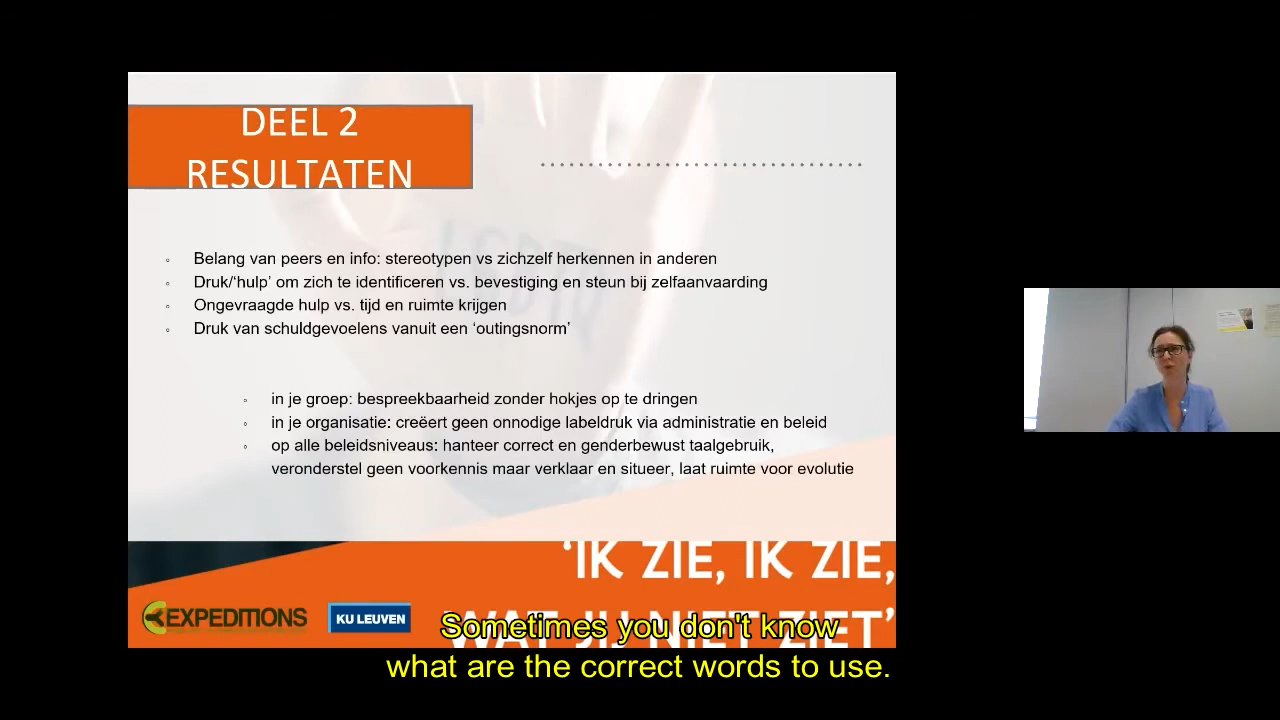 DEEL 2
RESULTATEN
Belang van peers en info: stereotypen vs zichzelf herkennen in anderen
Druk/'hulp' om zich te identificeren vs. bevestiging en steun bij zelfaanvaarding
Ongevraagde hulp vs. tijd en ruimte krijgen
Druk van schuldgevoelens vanuit een 'outingsnorm'
in je groep: bespreekbaarheid zonder hokjes op te dringen
in je organisatie: creëert geen onnodige labeldruk via administratie en beleid
op alle beleidsniveaus: hanteer correct en genderbewust taalgebruik,
veronderstel geen voorkennis maar verklaar en situeer, laat ruimte voor evolutie
'IK ZIE, IK ZIE,
WAT JIJ NIET ZIET'
EXPEDITIONS
KU LEUVEN
Sometimes you don't know
what are the correct words to use.